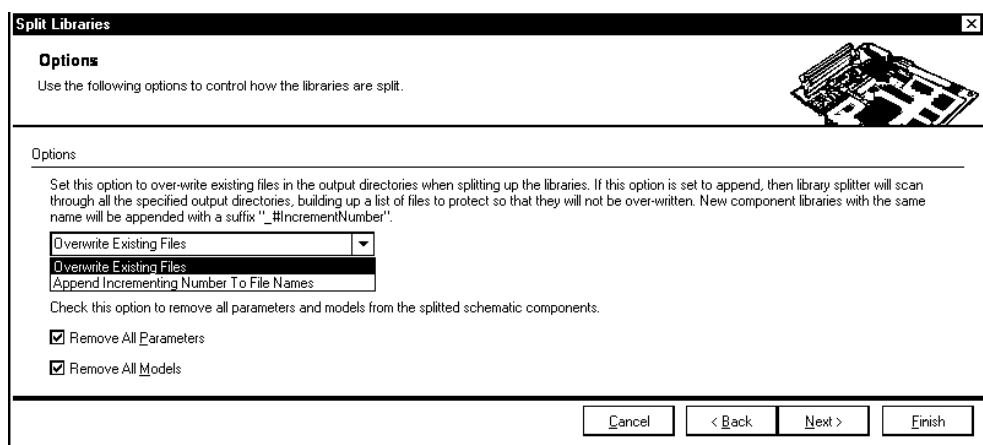 Split Libraries
Options
Use the following options to control how the libraries are split.
Options
Set this option to over-write existing files in the output directories when splitting up the libraries. If this option is set to append, then library splitter will scan
through all the specified output directories, building up a list of files to protect so that they will not be over-written. New component libraries with the same
name will be appended with a suffix "_#IncrementNumber".
Overwrite Existing Files
Overwrite Existing Files
Append Incrementing Number To File Names
Check this option to remove all parameters and models from the splitted schematic components.
Remove All Parameters
Remove All Models
Cancel < Back Next > Finish